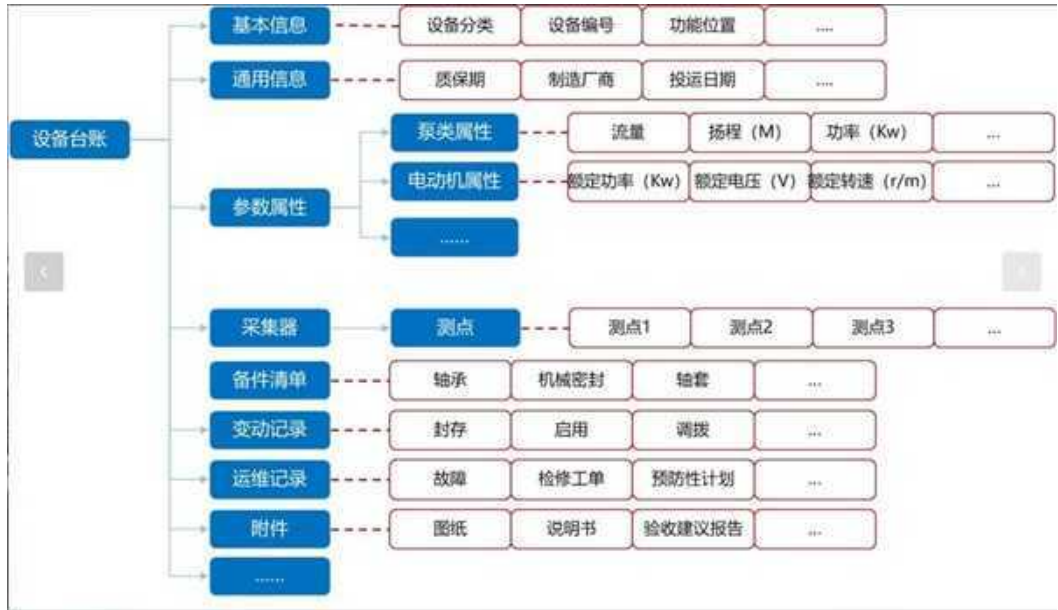 基本信息 设备分类 设备编号 功能位置 ....
通用信息 质保期 制造厂商 投运日期 ....
设备台账
泵类属性 流量 扬程（M） 功率（Kw） ...
电动机属性 额定功率（Kw） 额定电压（V） 额定转速（r/m） ...
参数属性
......
采集器 测点 测点1 测点2 测点3 ...
备件清单 轴承 机械密封 轴套 ...
变动记录 封存 启用 调拨 ...
运维记录 故障 检修工单 预防性计划 ...
附件 图纸 说明书 验收建议报告 ...
......